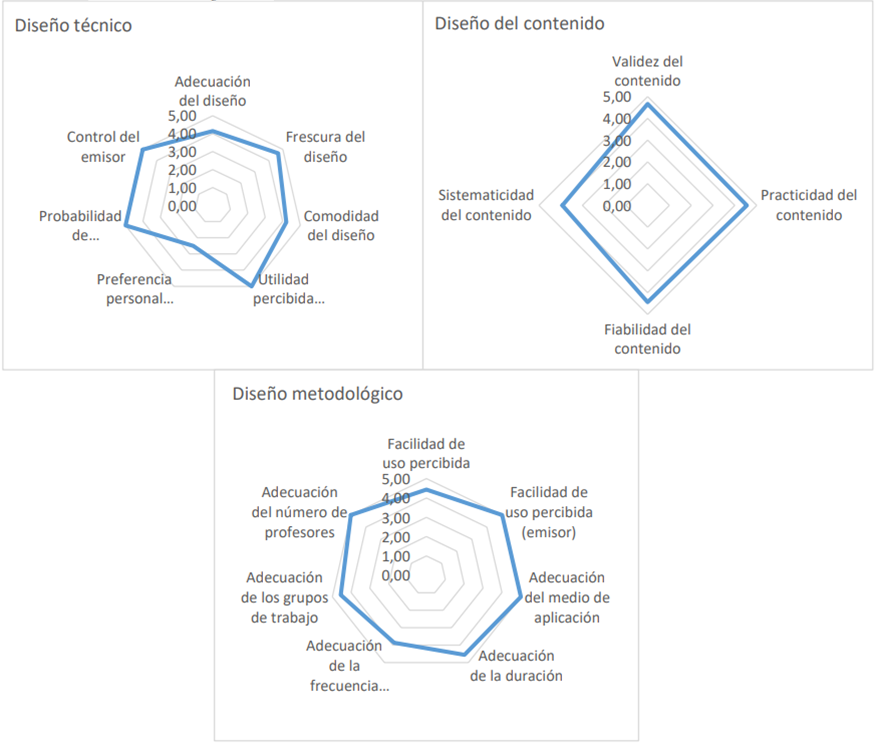 Diseño técnico
Adecuación
del diseño
5,00
4,00
3,00
2,00
1,00
0,00
Frescura del
diseño
Comodidad
del diseño
Utilidad
percibida...
Preferencia
personal...
Probabilidad
de...
Control del
emisor
Diseño del contenido
Validez del
contenido
5,00
4,00
3,00
2,00
1,00
0,00
Practicidad del
contenido
Fiabilidad del
contenido
Sistematicidad
del contenido
Diseño metodológico
Facilidad de
uso percibida
5,00
4,00
3,00
2,00
1,00
0,00
Facilidad de
uso percibida
(emisor)
Adecuación
del medio de
aplicación
Adecuación
de la duración
Adecuación
de la
frecuencia...
Adecuación
de los grupos
de trabajo
Adecuación
del número de
profesores